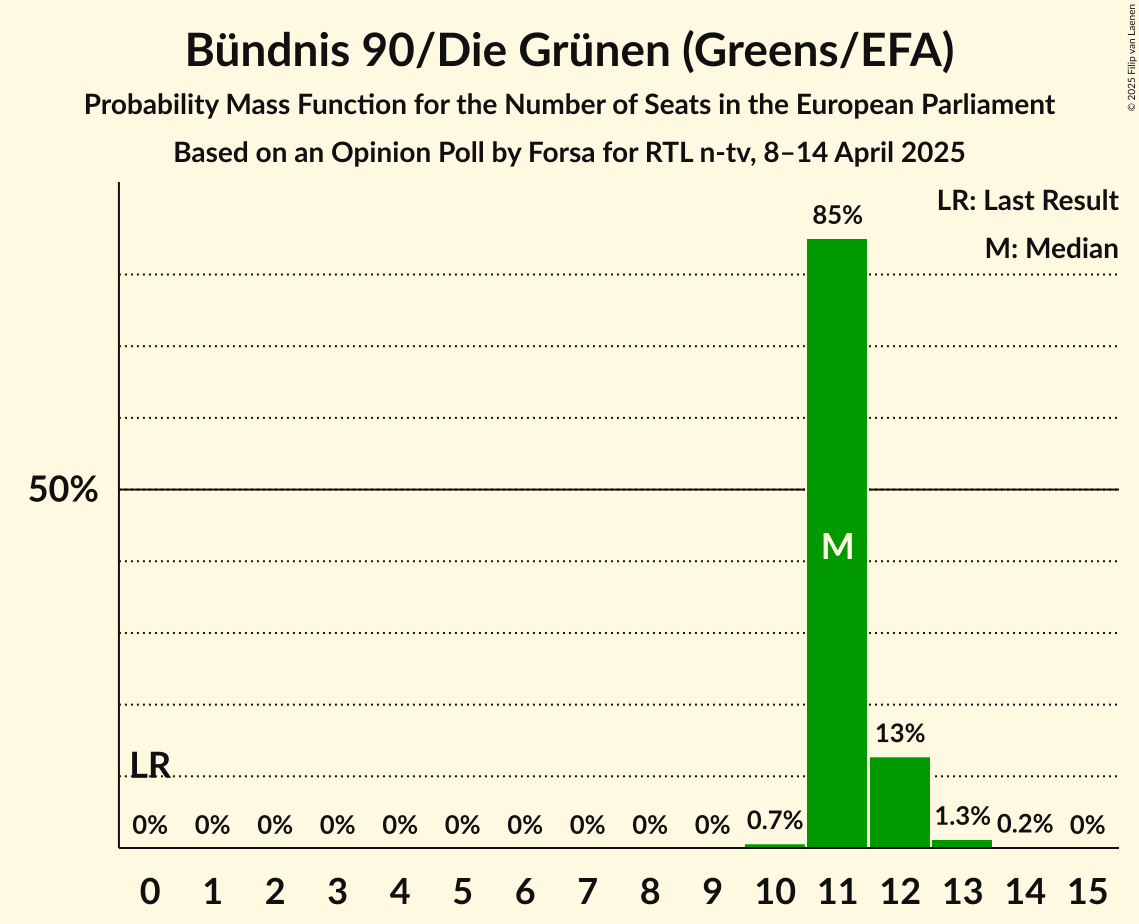 Bündnis 90/Die Grünen (Greens/EFA)
Probability Mass Function for the Number of Seats in the European Parliament
Based on an Opinion Poll by Forsa for RTL n-tv, 8–14 April 2025
© 2025 Filip van Laenen
LR: Last Result
M: Median
85%
50%
M
13%
LR
0% 0% 0% 0% 0% 0% 0% 0% 0% 0% 0.7% 1.3% 0.2% 0%
0 1 2 3 4 5 6 7 8 9 10 11 12 13 14 15